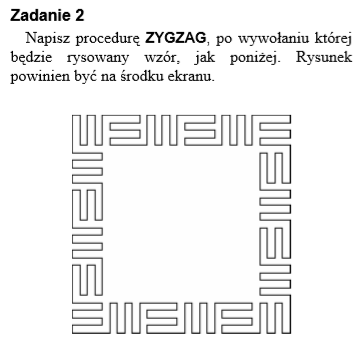 Zadanie 2
Napisz procedurę ZYGZAG, po wywołaniu której
będzie rysowany wzór, jak poniżej. Rysunek
powinien być na środku ekranu.